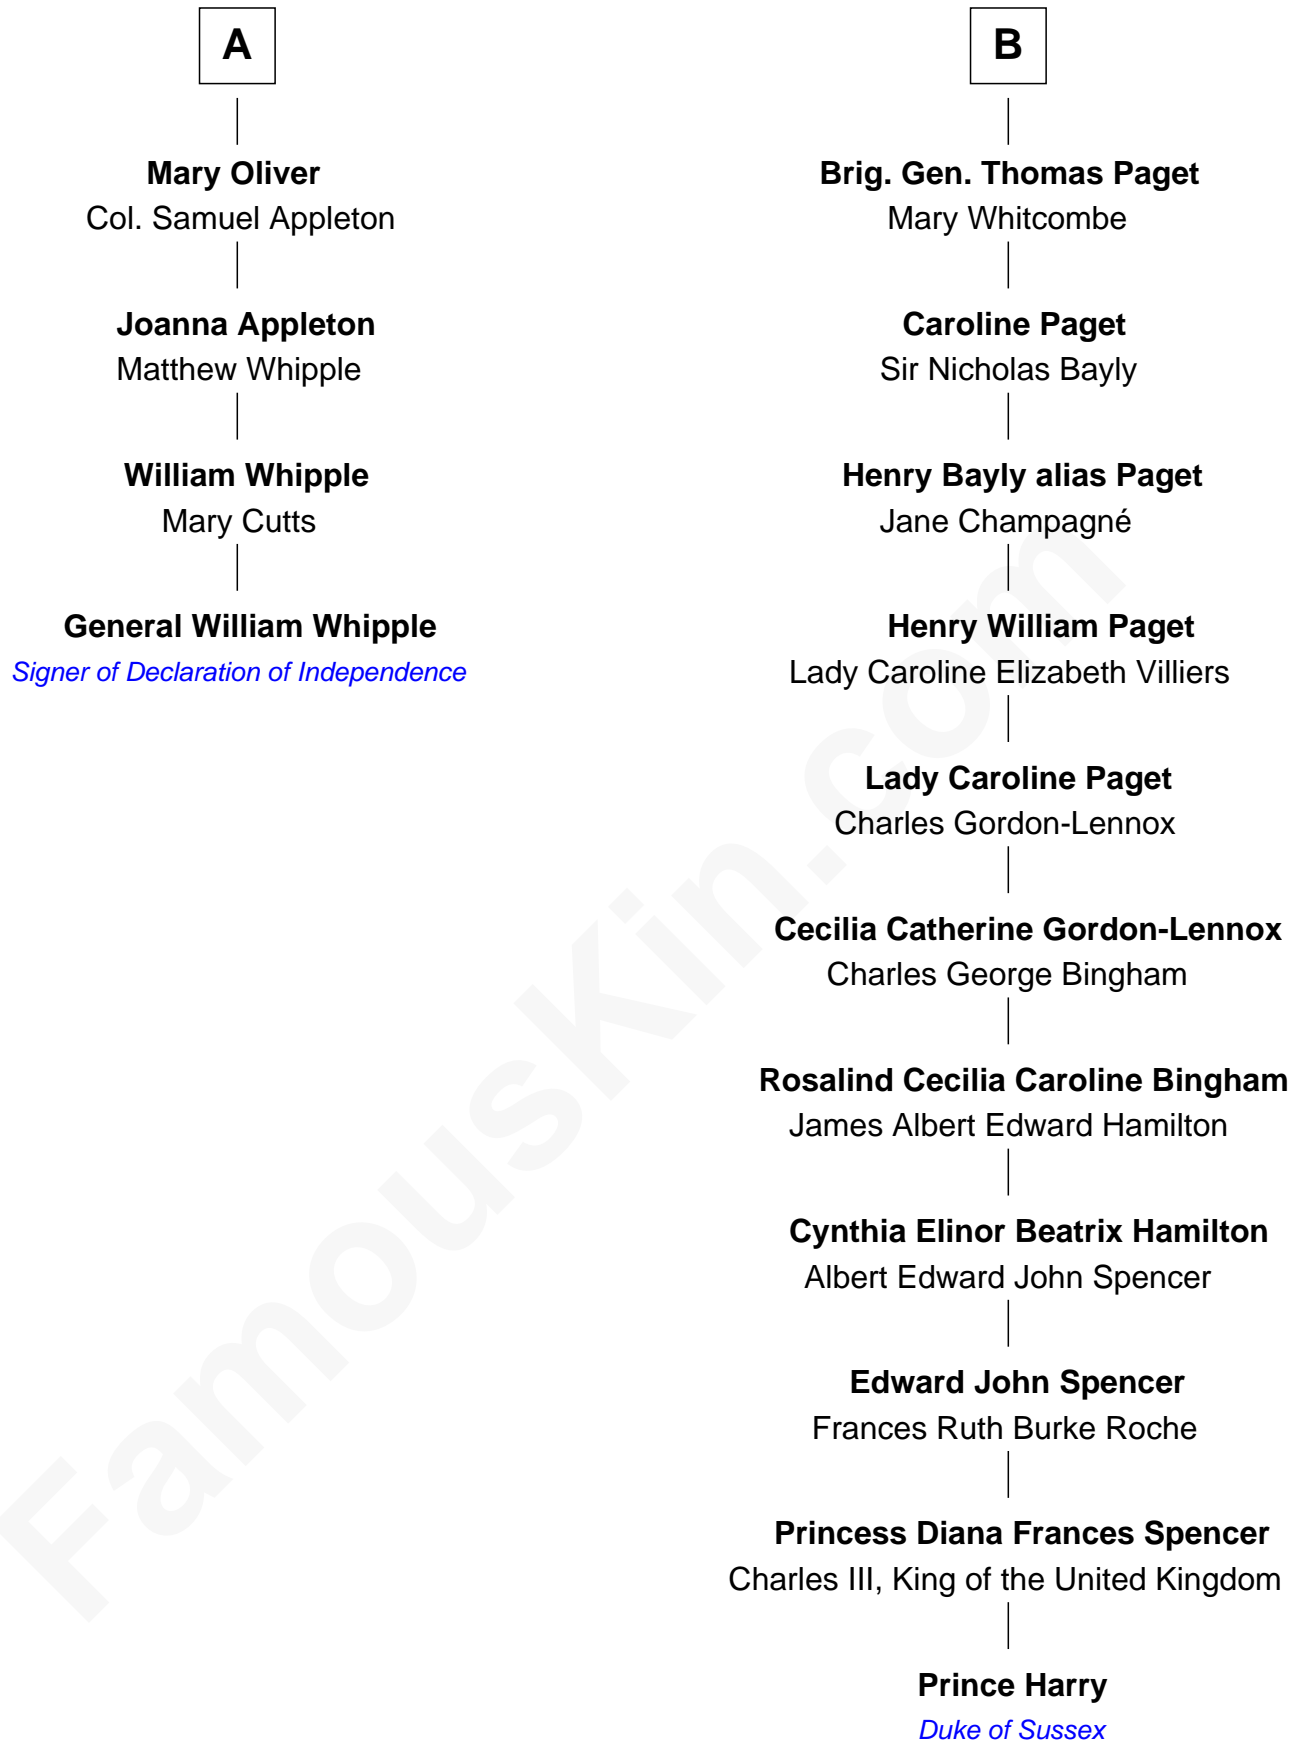 A
Mary Oliver
Col. Samuel Appleton
Joanna Appleton
Matthew Whipple
William Whipple
Mary Cutts
General William Whipple
Signer of Declaration of Independence
B
Brig. Gen. Thomas Paget
Mary Whitcombe
Caroline Paget
Sir Nicholas Bayly
Henry Bayly alias Paget
Jane Champagné
Henry William Paget
Lady Caroline Elizabeth Villiers
Lady Caroline Paget
Charles Gordon-Lennox
Cecilia Catherine Gordon-Lennox
Charles George Bingham
Rosalind Cecilia Caroline Bingham
James Albert Edward Hamilton
Cynthia Elinor Beatrix Hamilton
Albert Edward John Spencer
Edward John Spencer
Frances Ruth Burke Roche
Princess Diana Frances Spencer
Charles III, King of the United Kingdom
Prince Harry
Duke of Sussex
FamousKin.com